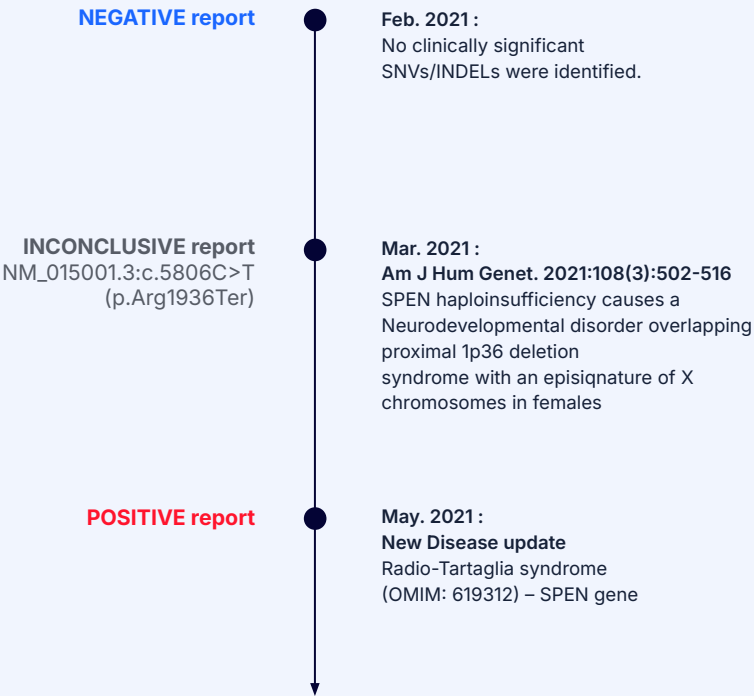 NEGATIVE report
Feb. 2021 :
No clinically significant
SNVs/INDELs were identified.
INCONCLUSIVE report
NM_015001.3:c.5806C>T
(p.Arg1936Ter)
Mar. 2021 :
Am J Hum Genet. 2021:108(3):502-516
SPEN haploinsufficiency causes a
Neurodevelopmental disorder overlapping
proximal 1p36 deletion
syndrome with an episiqnature of X
chromosomes in females
POSITIVE report
May. 2021 :
New Disease update
Radio-Tartaglia syndrome
(OMIM: 619312) – SPEN gene